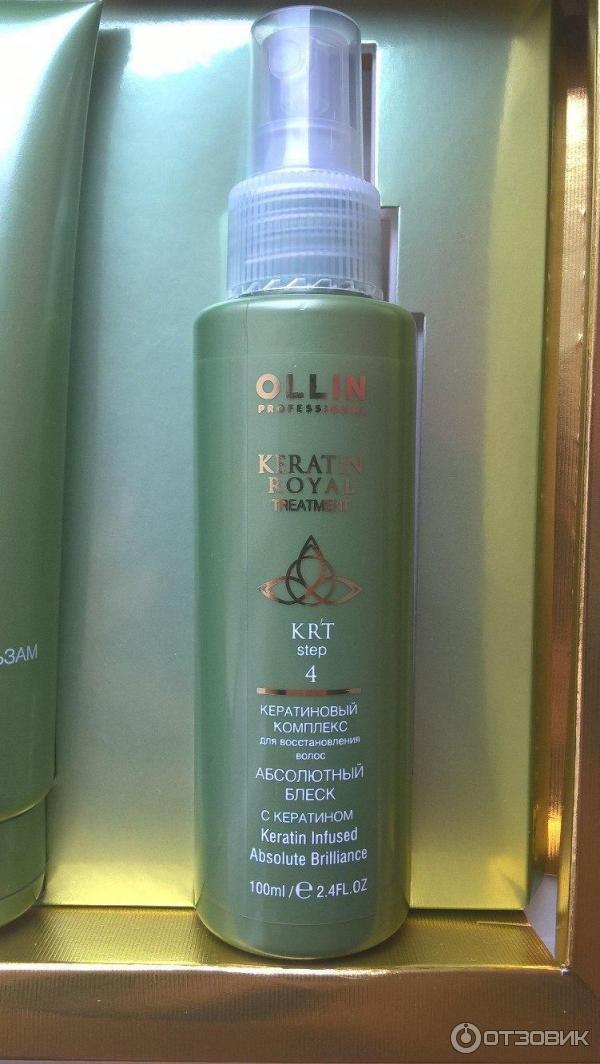 OLLIN
PROFESSIONAL
KERATIN
ROYAL
TREATMENT
KRT
step
4
КЕРАТИНОВЫЙ
КОМПЛЕКС
для восстановления
волос
АБСОЛЮТНЫЙ
БЛЕСК
С КЕРАТИНОМ
Keratin Infused
Absolute Brilliance
100ml/℮ 2.4FL.OZ
ЬЗАМ
ОТЗОВИК